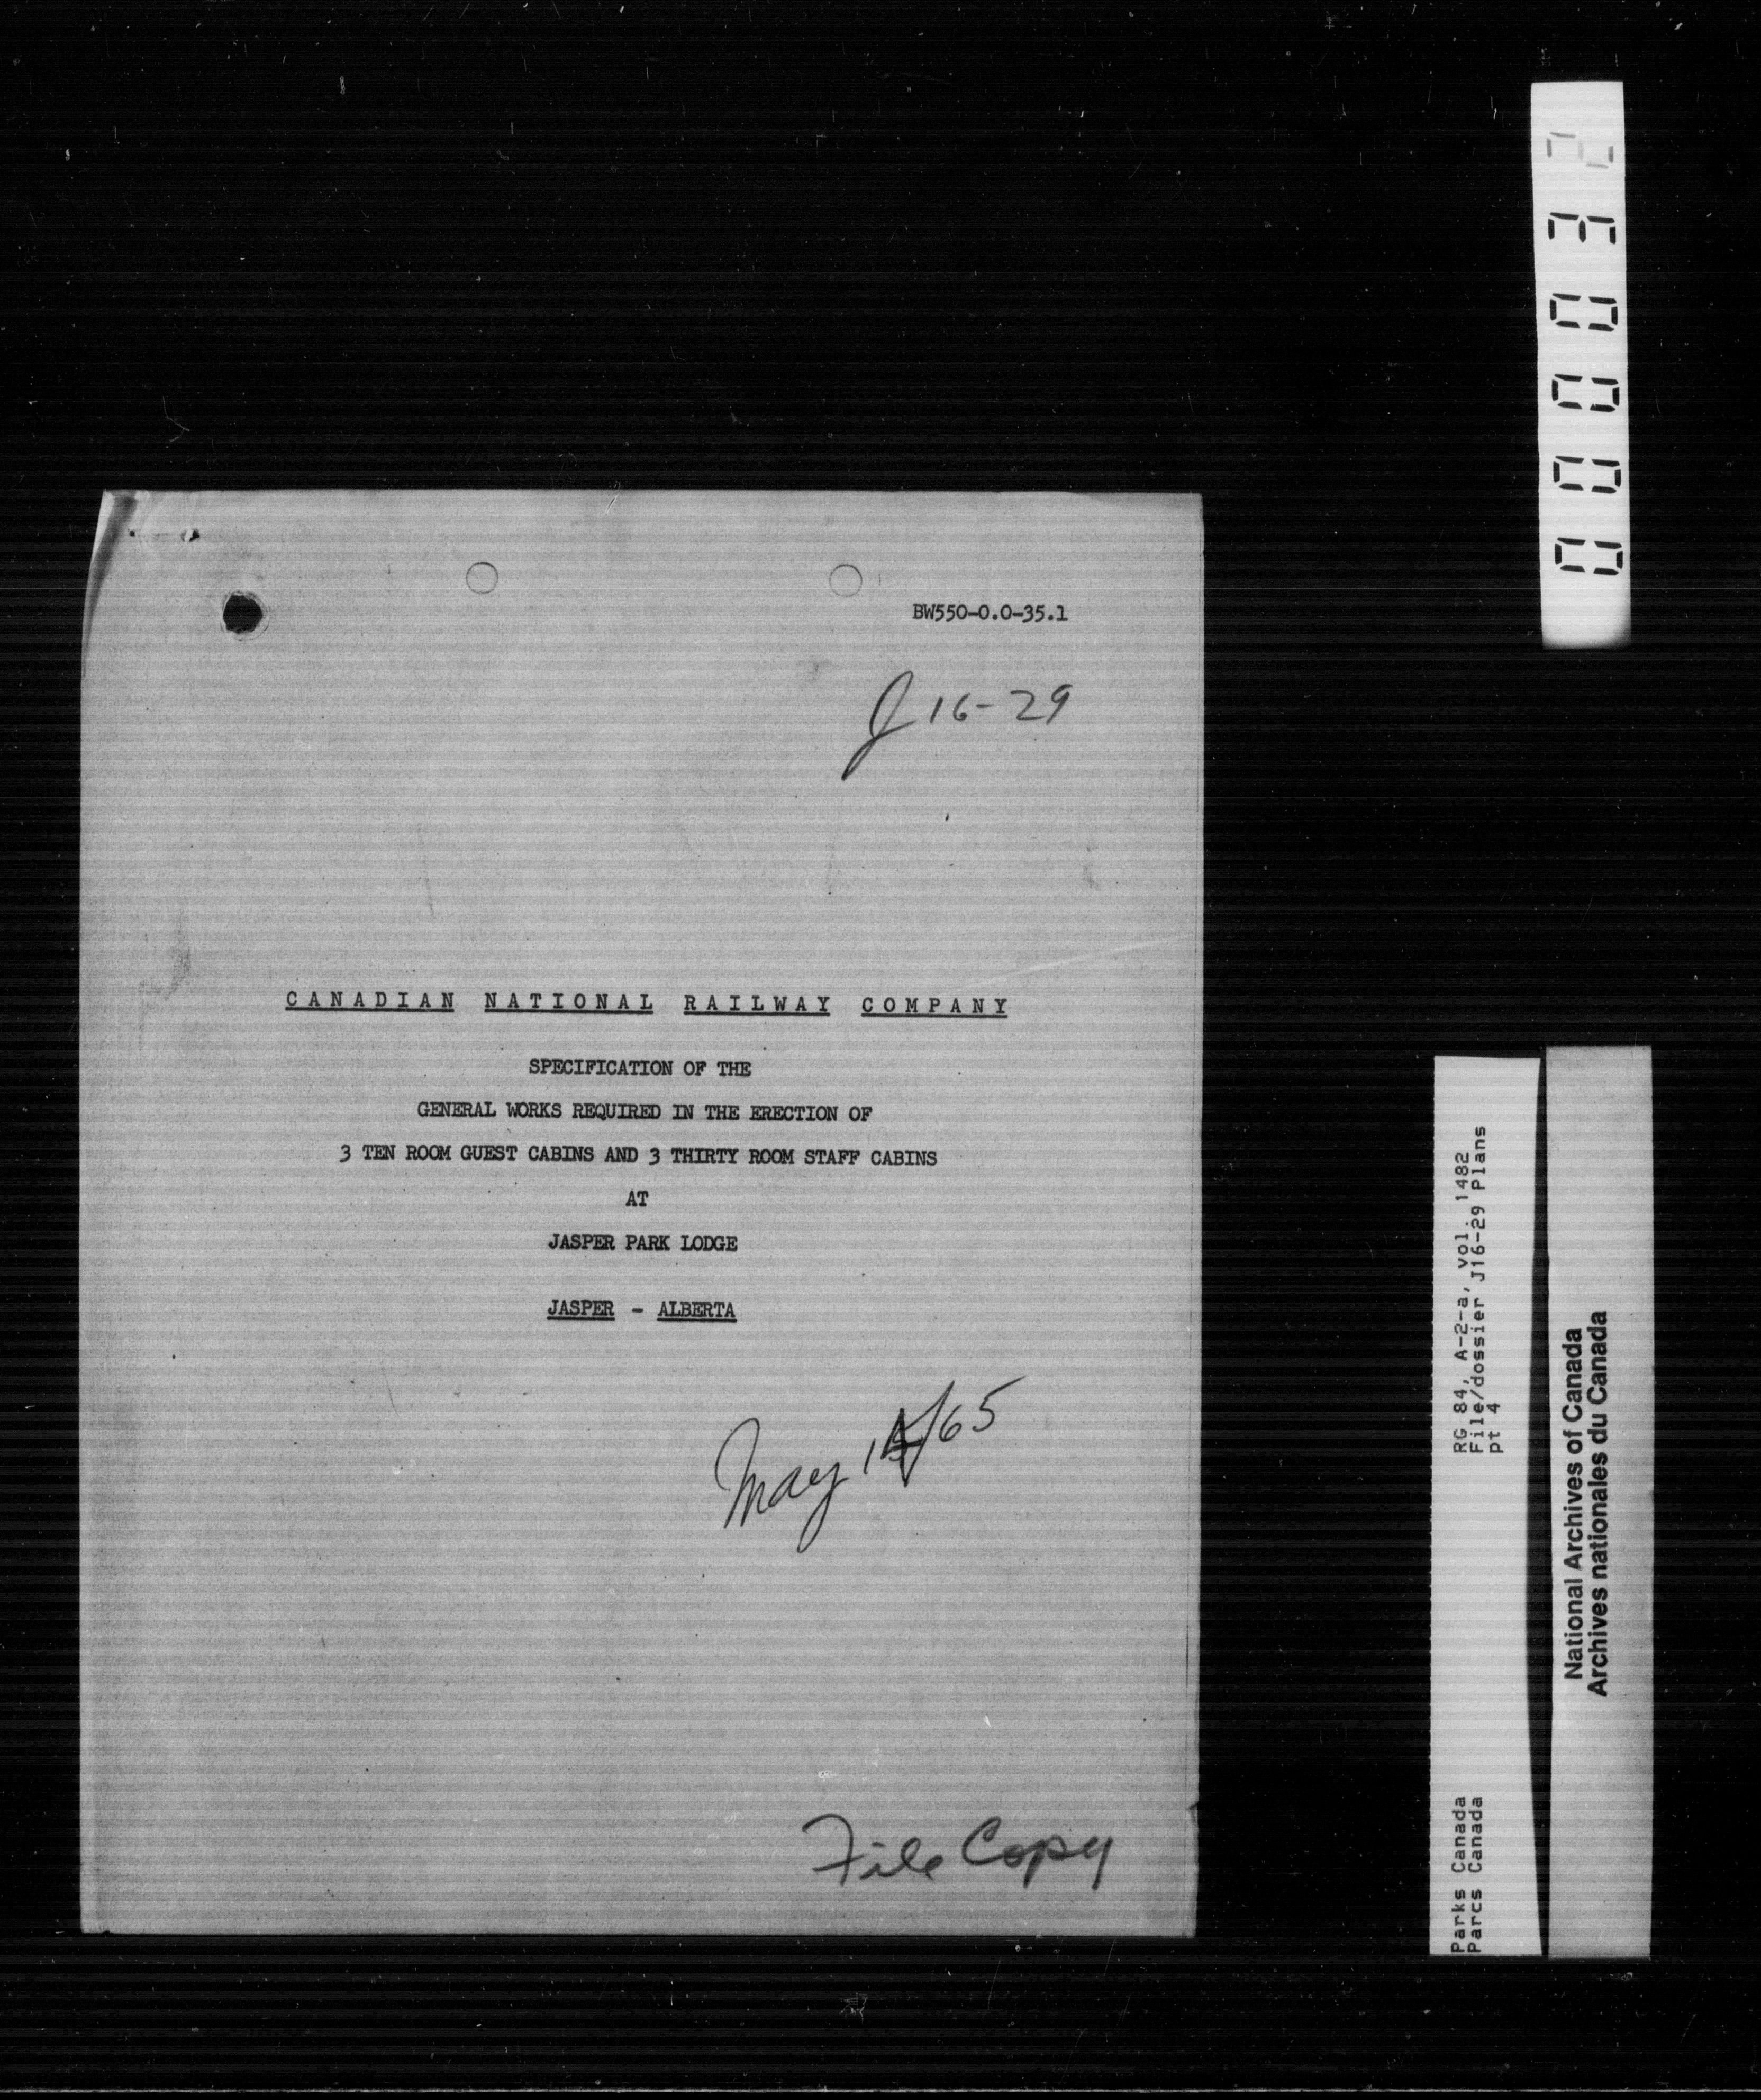 BW550-0.0-35.1
J 16-29
CANADIAN NATIONAL RAILWAY COMPANY
SPECIFICATION OF THE
GENERAL WORKS REQUIRED IN THE ERECTION OF
3 TEN ROOM GUEST CABINS AND 3 THIRTY ROOM STAFF CABINS
AT
JASPER PARK LODGE
JASPER - ALBERTA
May 14/65
File Copy
000032
RG 84, A-2-a, vol. 1482
File/dossier J16-29 Plans
pt 4
Parks Canada
Parcs Canada
National Archives of Canada
Archives nationales du Canada